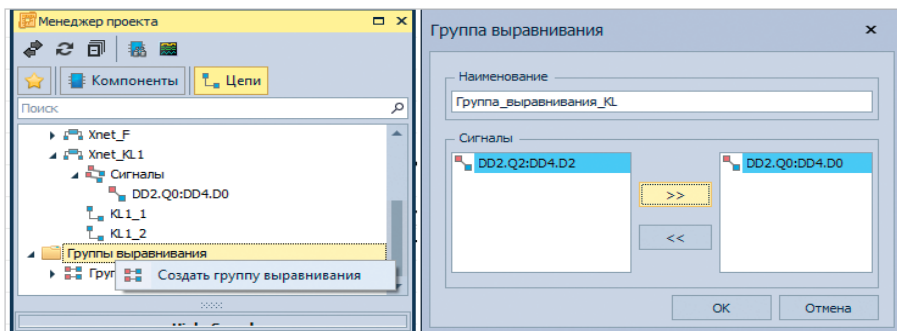 Менеджер проекта
Компоненты
Цепи
Поиск
Xnet_F
Xnet_KL1
Сигналы
DD2.Q0:DD4.D0
KL1_1
KL1_2
Группы выравнивания
Груп
Создать группу выравнивания
Группа выравнивания
Наименование
Группа_выравнивания_KL
Сигналы
DD2.Q2:DD4.D2
DD2.Q0:DD4.D0
>>
<<
OK
Отмена